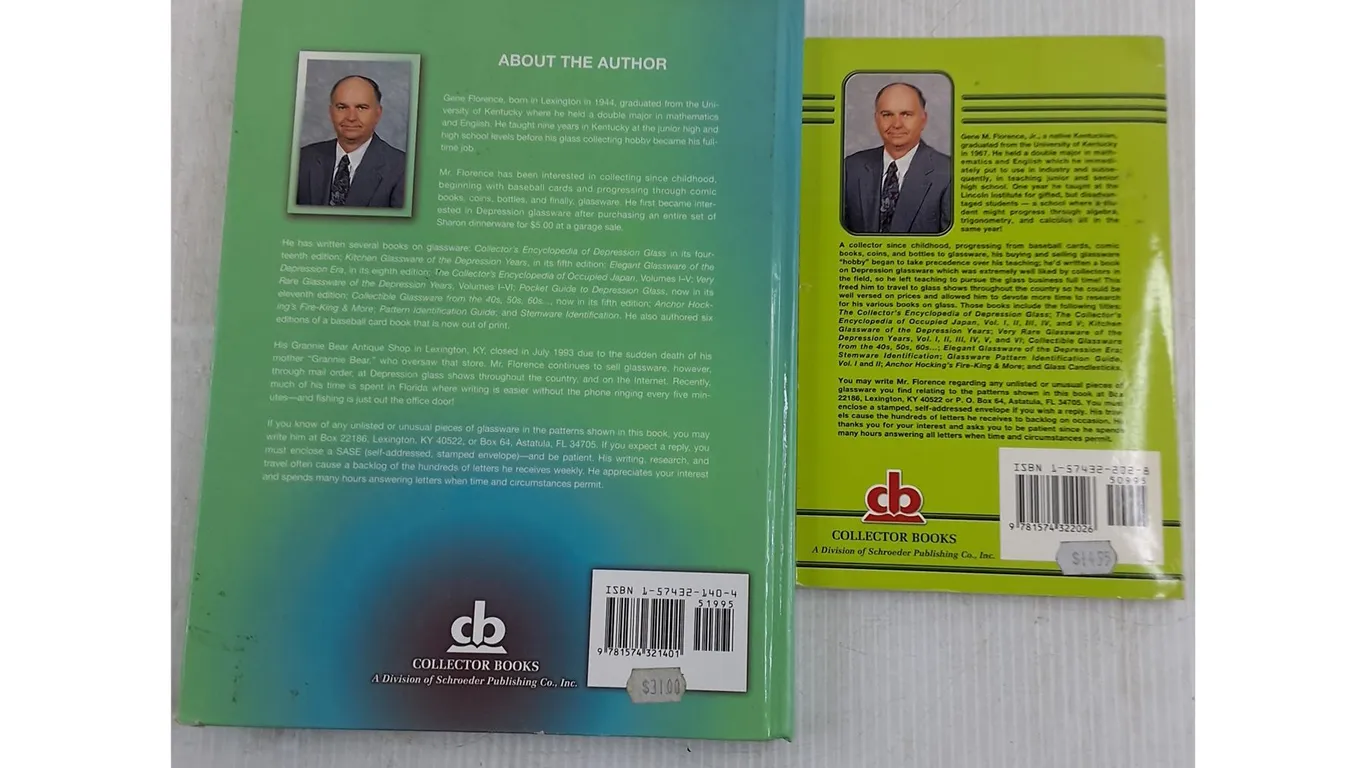 ABOUT THE AUTHOR
Gene Florence, born in Lexington in 1944, graduated from the Uni-
versity of Kentucky where he held a double major in mathematics
and English. He taught nine years in Kentucky at the junior high and
high school levels before his glass collecting hobby became his full-
time job.
Mr. Florence has been interested in collecting since childhood,
beginning with baseball cards and progressing through comic
books, coins, bottles, and finally, glassware. He first became inter-
ested in Depression glassware after purchasing an entire set of
Sharon dinnerware for $5.00 at a garage sale.
He has written several books on glassware: Collector's Encyclopedia of Depression Glass in its four-
teenth edition; Kitchen Glassware of the Depression Years, in its fifth edition; Elegant Glassware of the
Depression Era, in its eighth edition; The Collector's Encyclopedia of Occupied Japan, Volumes I–V; Very
Rare Glassware of the Depression Years, Volumes I–VI; Pocket Guide to Depression Glass, now in its
eleventh edition; Collectible Glassware from the 40s, 50s, 60s..., now in its fifth edition; Anchor Hock-
ing's Fire-King & More; Pattern Identification Guide; and Stemware Identification. He also authored six
editions of a baseball card book that is now out of print.
His Grannie Bear Antique Shop in Lexington, KY, closed in July 1993 due to the sudden death of his
mother "Grannie Bear," who oversaw that store. Mr. Florence continues to sell glassware, however,
through mail order, at Depression glass shows throughout the country, and on the Internet. Recently,
much of his time is spent in Florida where writing is easier without the phone ringing every five min-
utes—and fishing is just out the office door!
If you know of any unlisted or unusual pieces of glassware in the patterns shown in this book, you may
write him at Box 22186, Lexington, KY 40522, or Box 64, Astatula, FL 34705. If you expect a reply, you
must enclose a SASE (self-addressed, stamped envelope)—and be patient. His writing, research, and
travel often cause a backlog of the hundreds of letters he receives weekly. He appreciates your interest
and spends many hours answering letters when time and circumstances permit.
cb
COLLECTOR BOOKS
A Division of Schroeder Publishing Co., Inc.
ISBN 1-57432-140-4
51995
9 781574 321401
$31.00
Gene M. Florence, Jr., a native Kentuckian,
graduated from the University of Kentucky
in 1967. He held a double major in math-
ematics and English which he immedi-
ately put to use in industry and subse-
quently, in teaching junior and senior
high school. One year he taught at the
Lincoln Institute for gifted, but disadvan-
taged students — a school where a stu-
dent might progress through algebra,
trigonometry, and calculus all in the
same year!
A collector since childhood, progressing from baseball cards, comic
books, coins, and bottles to glassware, his buying and selling glassware
"hobby" began to take precedence over his teaching; he'd written a book
on Depression glassware which was extremely well liked by collectors in
the field, so he left teaching to pursue the glass business full time! This
freed him to travel to glass shows throughout the country so he could be
well versed on prices and allowed him to devote more time to research
for his various books on glass. Those books include the following titles:
The Collector's Encyclopedia of Depression Glass; The Collector's
Encyclopedia of Occupied Japan, Vol. I, II, III, IV, and V; Kitchen
Glassware of the Depression Years; Very Rare Glassware of the
Depression Years, Vol. I, II, III, IV, V, and VI; Collectible Glassware
from the 40s, 50s, 60s...; Elegant Glassware of the Depression Era;
Stemware Identification; Glassware Pattern Identification Guide,
Vol. I and II; Anchor Hocking's Fire-King & More; and Glass Candlesticks.
You may write Mr. Florence regarding any unlisted or unusual pieces of
glassware you find relating to the patterns shown in this book at Box
22186, Lexington, KY 40522 or P. O. Box 64, Astatula, FL 34705. You must
enclose a stamped, self-addressed envelope if you wish a reply. His trav-
els cause the hundreds of letters he receives to backlog on occasion. He
thanks you for your interest and asks you to be patient since he spends
many hours answering all letters when time and circumstances permit.
cb
COLLECTOR BOOKS
A Division of Schroeder Publishing Co., Inc.
ISBN 1-57432-202-8
50995
9 781574 322026
$14.95